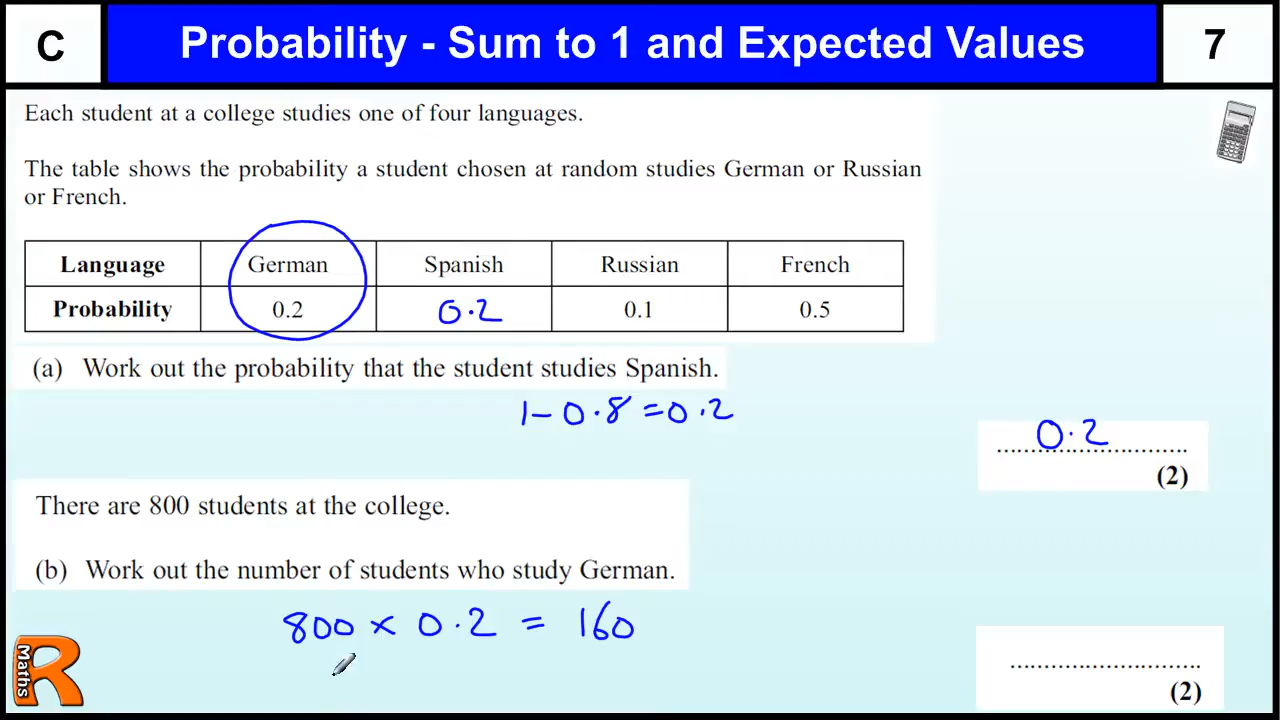 C
Probability - Sum to 1 and Expected Values
7
Each student at a college studies one of four languages.
The table shows the probability a student chosen at random studies German or Russian
or French.
Language German Spanish Russian French
Probability 0.2 0.2 0.1 0.5
(a) Work out the probability that the student studies Spanish.
1 - 0.8 = 0.2
0.2
(2)
There are 800 students at the college.
(b) Work out the number of students who study German.
800 × 0.2 = 160
..............................
(2)
R
Maths